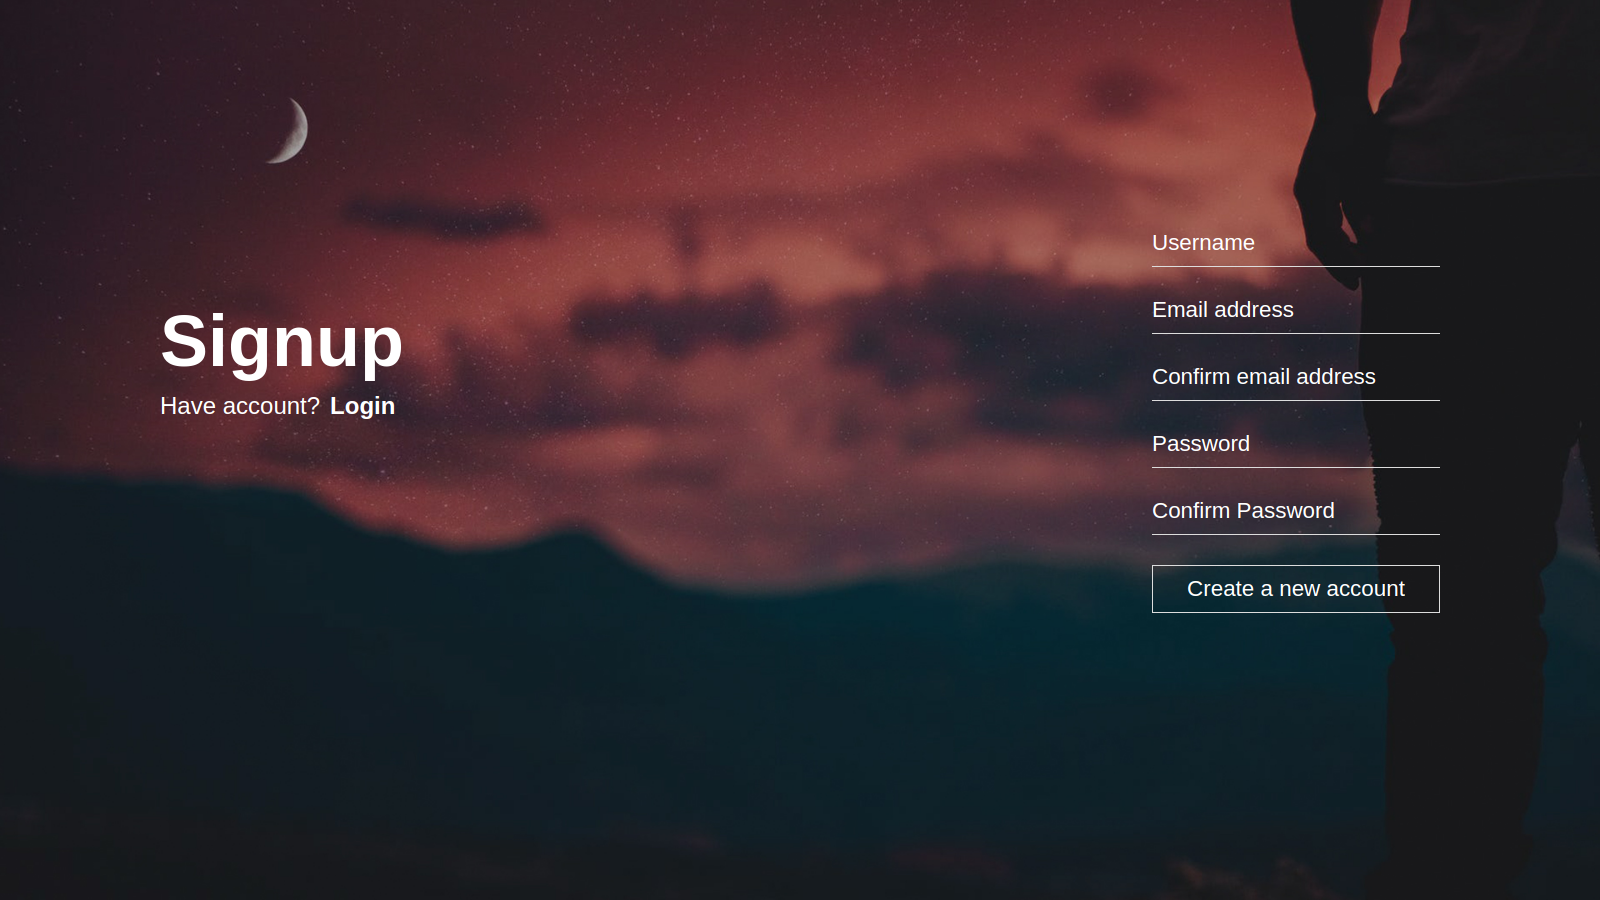 Signup
Have account? Login
Username
Email address
Confirm email address
Password
Confirm Password
Create a new account